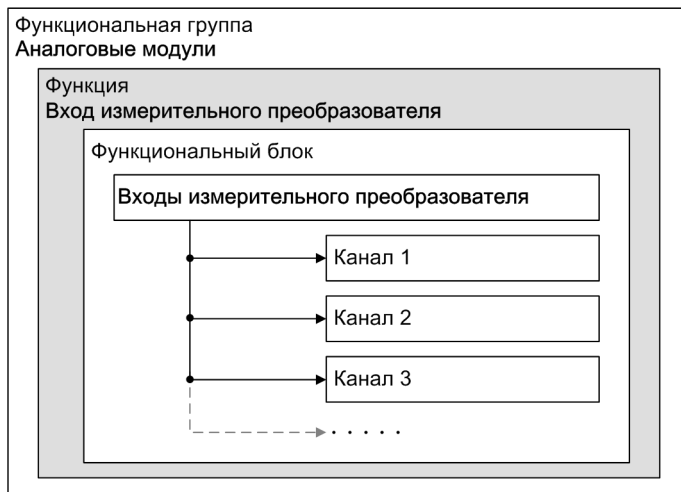 Функциональная группа
Аналоговые модули
Функция
Вход измерительного преобразователя
Функциональный блок
Входы измерительного преобразователя
Канал 1
Канал 2
Канал 3
. . . . .